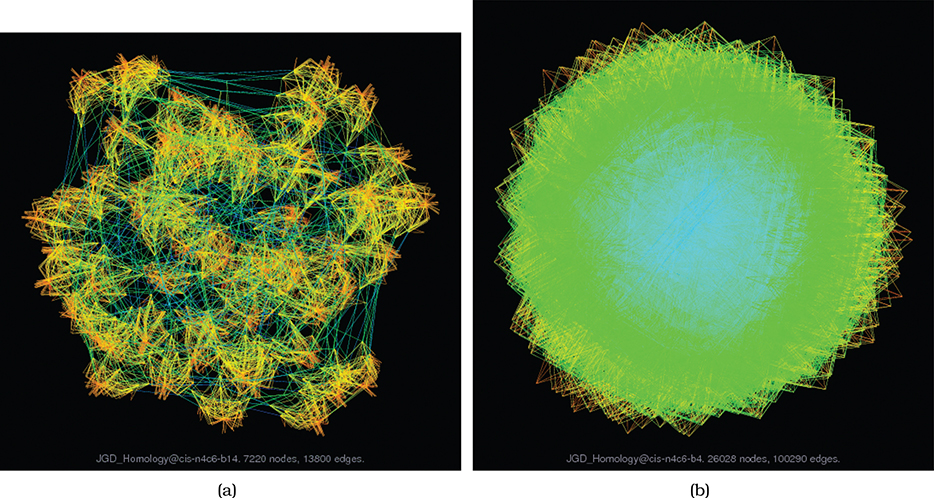 JGD_Homology@cis-n4c6-b14. 7220 nodes, 13800 edges.
JGD_Homology@cis-n4c6-b4. 26028 nodes, 100290 edges.
(a)
(b)